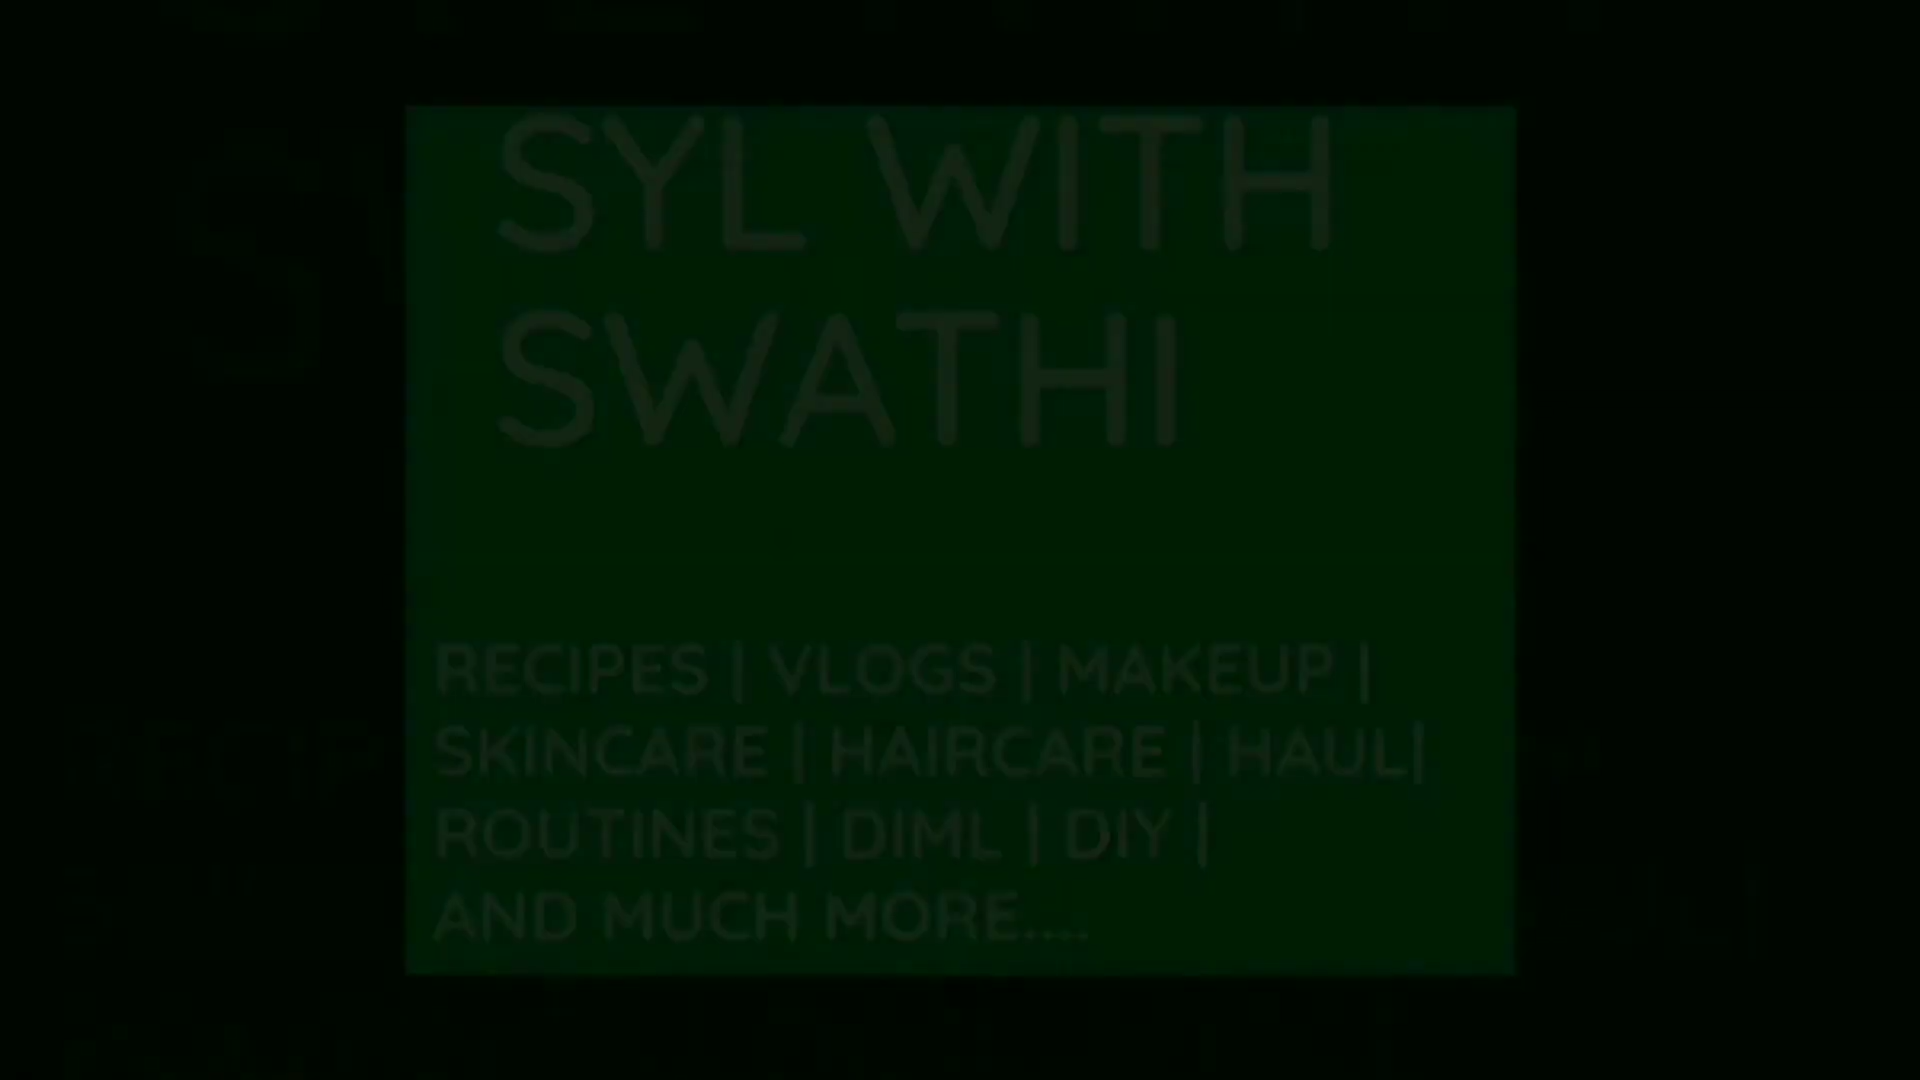 SYL WITH
SWATHI
RECIPES | VLOGS | MAKEUP |
SKINCARE | HAIRCARE | HAUL|
ROUTINES | DIML | DIY |
AND MUCH MORE....